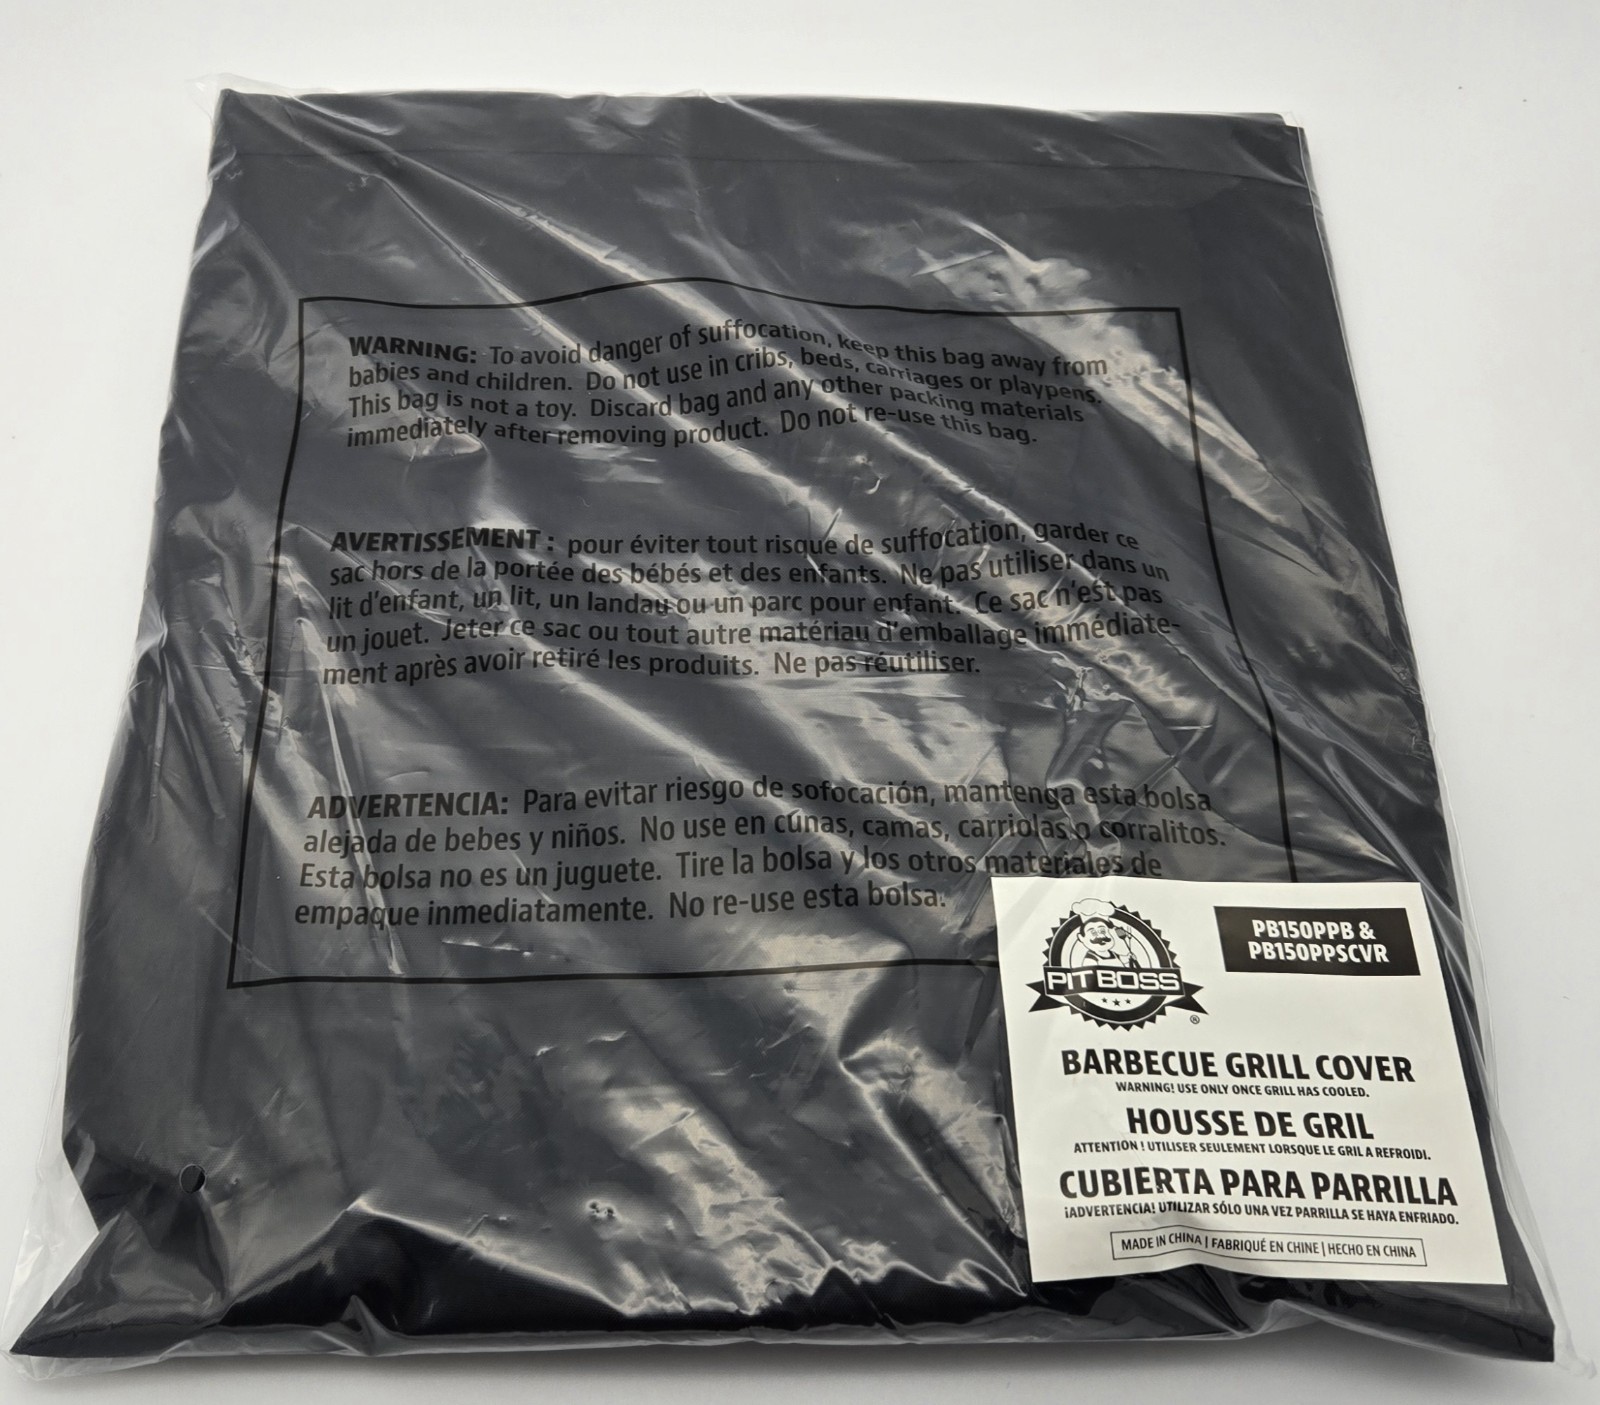 WARNING: To avoid danger of suffocation, keep this bag away from
babies and children. Do not use in cribs, beds, carriages or playpens.
This bag is not a toy. Discard bag and any other packing materials
immediately after removing product. Do not re-use this bag.
AVERTISSEMENT : pour éviter tout risque de suffocation, garder ce
sac hors de la portée des bébés et des enfants. Ne pas utiliser dans un
lit d'enfant, un lit, un landau ou un parc pour enfant. Ce sac n'est pas
un jouet. Jeter ce sac ou tout autre matériau d'emballage immédiate-
ment après avoir retiré les produits. Ne pas réutiliser.
ADVERTENCIA: Para evitar riesgo de sofocación, mantenga esta bolsa
alejada de bebes y niños. No use en cunas, camas, carriolas o corralitos.
Esta bolsa no es un juguete. Tire la bolsa y los otros materiales de
empaque inmediatamente. No re-use esta bolsa.
PIT BOSS
®
PB150PPB &
PB150PPSCVR
BARBECUE GRILL COVER
WARNING! USE ONLY ONCE GRILL HAS COOLED.
HOUSSE DE GRIL
ATTENTION ! UTILISER SEULEMENT LORSQUE LE GRIL A REFROIDI.
CUBIERTA PARA PARRILLA
¡ADVERTENCIA! UTILIZAR SÓLO UNA VEZ PARRILLA SE HAYA ENFRIADO.
MADE IN CHINA | FABRIQUÉ EN CHINE | HECHO EN CHINA